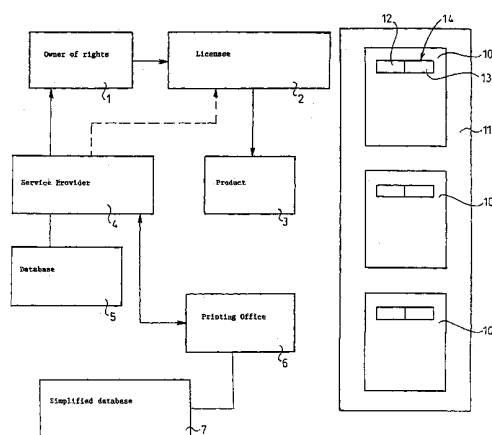 Owner of rights
1
Licensee
2
Service Provider
4
Product
3
Database
5
Printing Office
6
Simplified database
7
12
14
10
13
11
10
10